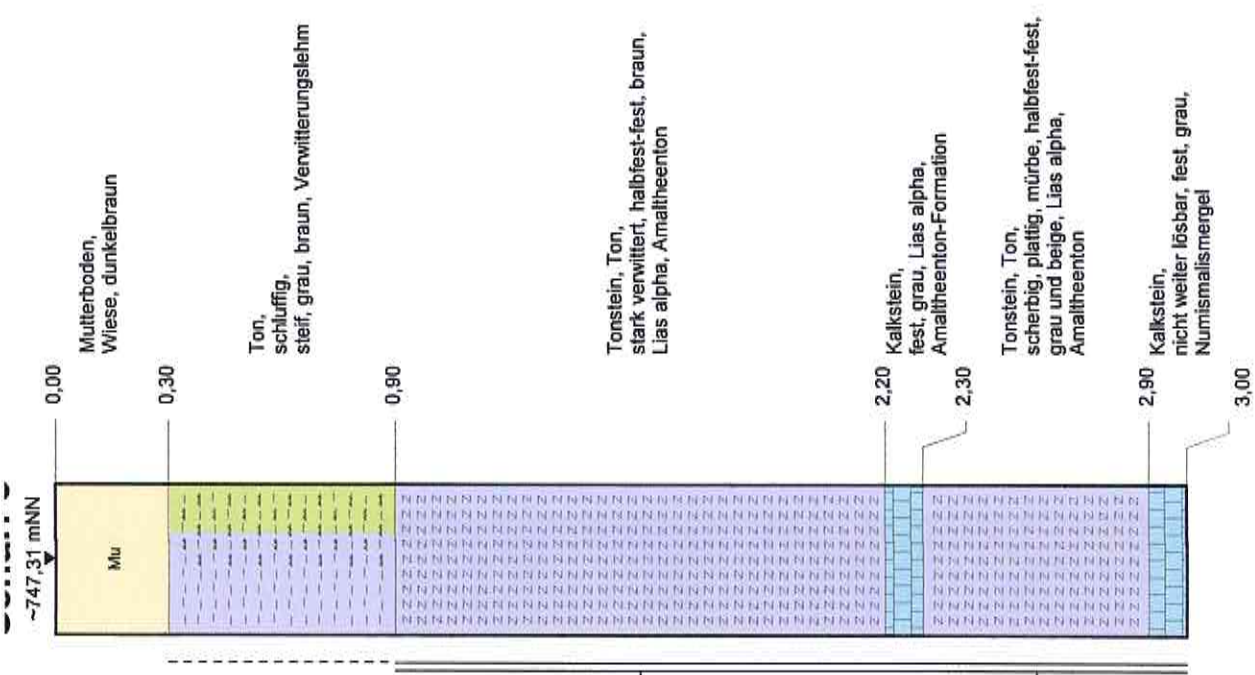 ~747,31 mNN
Mu
0,00
Mutterboden,
Wiese, dunkelbraun
0,30
Ton,
schluffig,
steif, grau, braun, Verwitterungslehm
0,90
Tonstein, Ton,
stark verwittert, halbfest-fest, braun,
Lias alpha, Amaltheenton
2,20
Kalkstein,
fest, grau, Lias alpha,
Amaltheenton-Formation
2,30
Tonstein, Ton,
scherbig, plattig, mürbe, halbfest-fest,
grau und beige, Lias alpha,
Amaltheenton
2,90
Kalkstein,
nicht weiter lösbar, fest, grau,
Numismalismergel
3,00